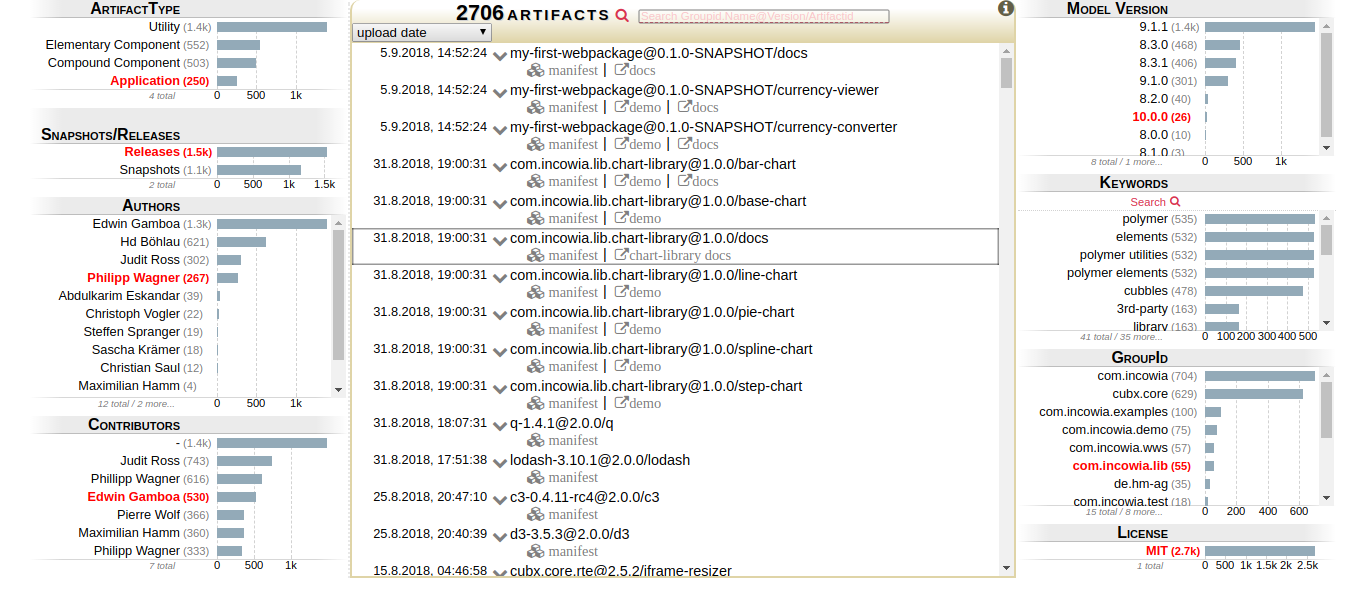 ArtifactType
Utility (1.4k)
Elementary Component (552)
Compound Component (503)
Application (250)
4 total
0 500 1k
Snapshots/Releases
Releases (1.5k)
Snapshots (1.1k)
2 total
0 500 1k 1.5k
Authors
Edwin Gamboa (1.3k)
Hd Böhlau (621)
Judit Ross (302)
Philipp Wagner (267)
Abdulkarim Eskandar (39)
Christoph Vogler (22)
Steffen Spranger (19)
Sascha Krämer (18)
Christian Saul (12)
Maximilian Hamm (4)
12 total / 2 more...
0 500 1k
Contributors
- (1.4k)
Judit Ross (743)
Phillipp Wagner (616)
Edwin Gamboa (530)
Pierre Wolf (366)
Maximilian Hamm (360)
Philipp Wagner (333)
7 total
0 500 1k
2706 Artifacts
Search Groupid.Name@Version/Artifactid
upload date
5.9.2018, 14:52:24 my-first-webpackage@0.1.0-SNAPSHOT/docs
manifest | docs
5.9.2018, 14:52:24 my-first-webpackage@0.1.0-SNAPSHOT/currency-viewer
manifest | demo | docs
5.9.2018, 14:52:24 my-first-webpackage@0.1.0-SNAPSHOT/currency-converter
manifest | demo | docs
31.8.2018, 19:00:31 com.incowia.lib.chart-library@1.0.0/bar-chart
manifest | demo | docs
31.8.2018, 19:00:31 com.incowia.lib.chart-library@1.0.0/base-chart
manifest | demo
31.8.2018, 19:00:31 com.incowia.lib.chart-library@1.0.0/docs
manifest | chart-library docs
31.8.2018, 19:00:31 com.incowia.lib.chart-library@1.0.0/line-chart
manifest | demo
31.8.2018, 19:00:31 com.incowia.lib.chart-library@1.0.0/pie-chart
manifest | demo
31.8.2018, 19:00:31 com.incowia.lib.chart-library@1.0.0/spline-chart
manifest | demo
31.8.2018, 19:00:31 com.incowia.lib.chart-library@1.0.0/step-chart
manifest | demo
31.8.2018, 18:07:31 q-1.4.1@2.0.0/q
manifest
31.8.2018, 17:51:38 lodash-3.10.1@2.0.0/lodash
manifest
25.8.2018, 20:47:10 c3-0.4.11-rc4@2.0.0/c3
manifest
25.8.2018, 20:40:39 d3-3.5.3@2.0.0/d3
manifest
15.8.2018, 04:46:58 cubx.core.rte@2.5.2/iframe-resizer
Model Version
9.1.1 (1.4k)
8.3.0 (468)
8.3.1 (406)
9.1.0 (301)
8.2.0 (40)
10.0.0 (26)
8.0.0 (10)
8.1.0 (3)
8 total / 1 more...
0 500 1k
Keywords
Search
polymer (535)
elements (532)
polymer utilities (532)
polymer elements (532)
cubbles (478)
3rd-party (163)
library (163)
41 total / 35 more...
0 100 200 300 400 500
GroupId
com.incowia (704)
cubx.core (629)
com.incowia.examples (100)
com.incowia.demo (75)
com.incowia.wws (57)
com.incowia.lib (55)
de.hm-ag (35)
com.incowia.test (18)
15 total / 8 more...
0 200 400 600
License
MIT (2.7k)
1 total
0 500 1k 1.5k 2k 2.5k